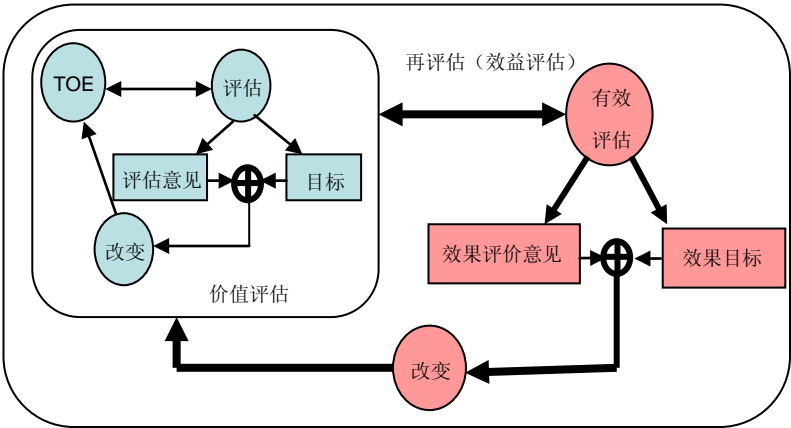 再评估（效益评估）
TOE
评估
有效
评估
评估意见
目标
改变
效果评价意见
效果目标
价值评估
改变